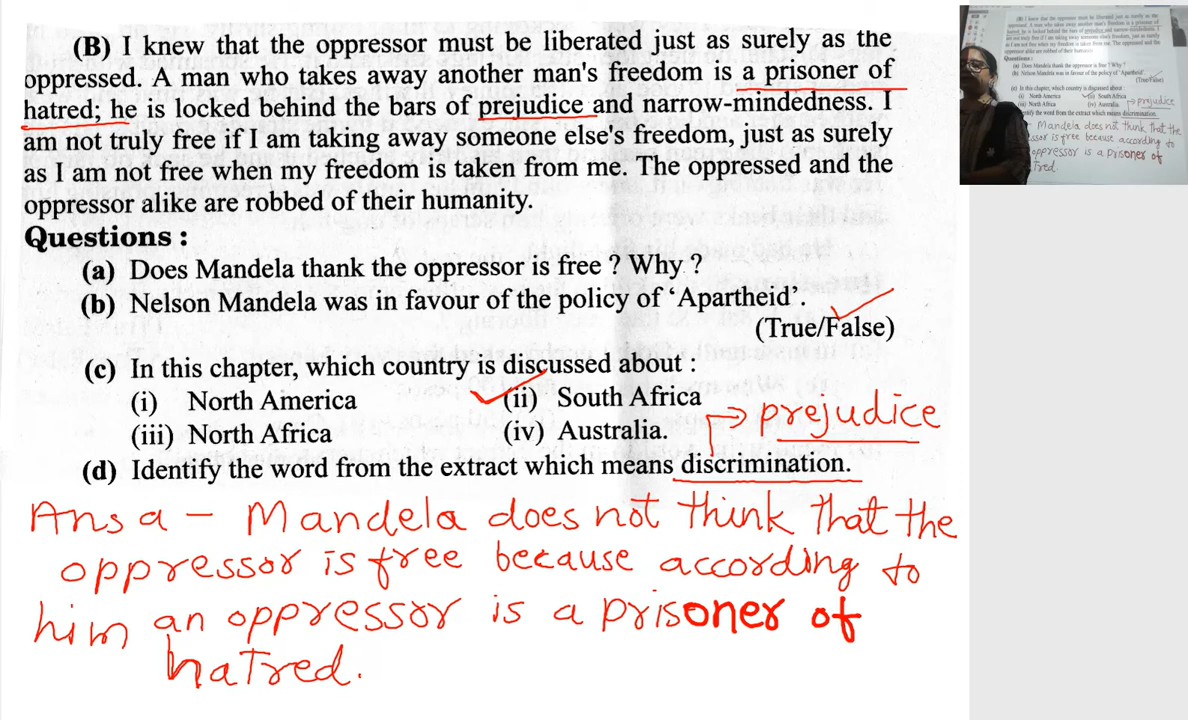 (B) I knew that the oppressor must be liberated just as surely as the
oppressed. A man who takes away another man's freedom is a prisoner of
hatred; he is locked behind the bars of prejudice and narrow-mindedness. I
am not truly free if I am taking away someone else's freedom, just as surely
as I am not free when my freedom is taken from me. The oppressed and the
oppressor alike are robbed of their humanity.
Questions :
(a) Does Mandela thank the oppressor is free ? Why ?
(b) Nelson Mandela was in favour of the policy of ‘Apartheid’.
(True/False)
(c) In this chapter, which country is discussed about :
(i) North America (ii) South Africa
(iii) North Africa (iv) Australia.
prejudice
(d) Identify the word from the extract which means discrimination.
Ans a - Mandela does not think that the
oppressor is free because according to
him an oppressor is a prisoner of
hatred.